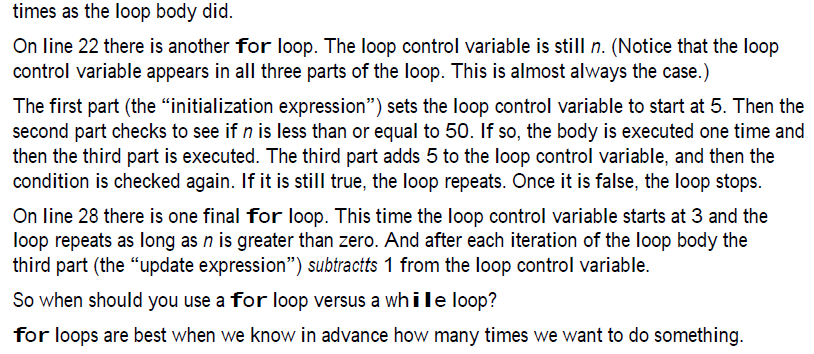 times as the loop body did.
On line 22 there is another for loop. The loop control variable is still n. (Notice that the loop
control variable appears in all three parts of the loop. This is almost always the case.)
The first part (the “initialization expression”) sets the loop control variable to start at 5. Then the
second part checks to see if n is less than or equal to 50. If so, the body is executed one time and
then the third part is executed. The third part adds 5 to the loop control variable, and then the
condition is checked again. If it is still true, the loop repeats. Once it is false, the loop stops.
On line 28 there is one final for loop. This time the loop control variable starts at 3 and the
loop repeats as long as n is greater than zero. And after each iteration of the loop body the
third part (the “update expression”) subtractts 1 from the loop control variable.
So when should you use a for loop versus a while loop?
for loops are best when we know in advance how many times we want to do something.